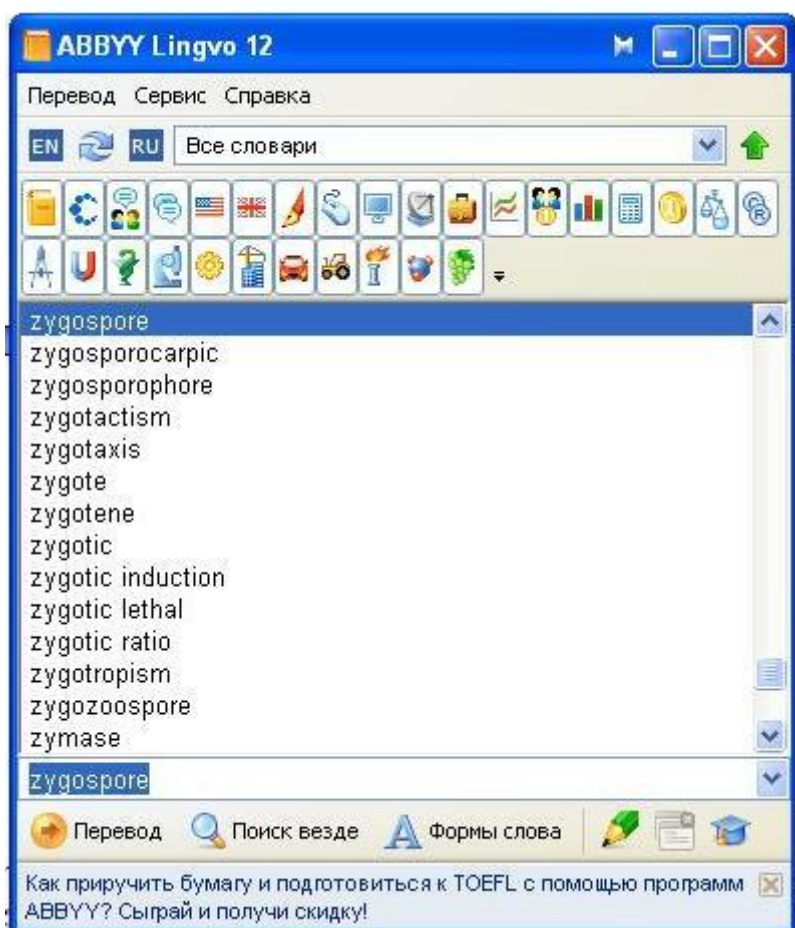 ABBYY Lingvo 12
Перевод Сервис Справка
EN RU Все словари
zygospore
zygosporocarpic
zygosporophore
zygotactism
zygotaxis
zygote
zygotene
zygotic
zygotic induction
zygotic lethal
zygotic ratio
zygotropism
zygozoospore
zymase
zygospore
Перевод Поиск везде Формы слова
Как приручить бумагу и подготовиться к TOEFL с помощью программ
ABBYY? Сыграй и получи скидку!